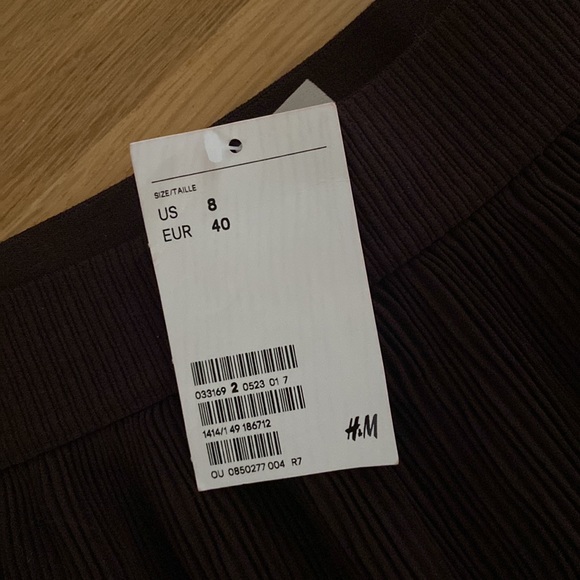 SIZE/TAILLE
US 8
EUR 40
033169 2 0523 01 7
1414/1 49 186712
OU 0850277 004 R7
H&M